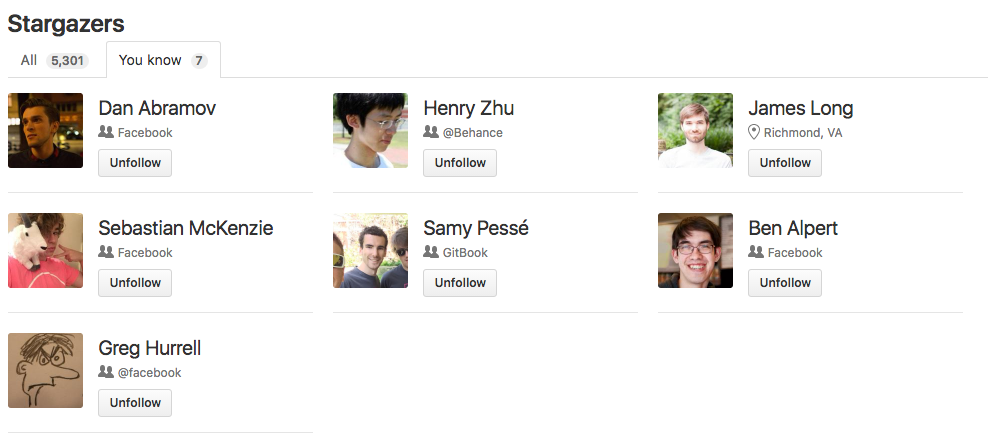 Stargazers
All 5,301 You know 7
Dan Abramov
Facebook
Unfollow
Henry Zhu
@Behance
Unfollow
James Long
Richmond, VA
Unfollow
Sebastian McKenzie
Facebook
Unfollow
Samy Pessé
GitBook
Unfollow
Ben Alpert
Facebook
Unfollow
Greg Hurrell
@facebook
Unfollow